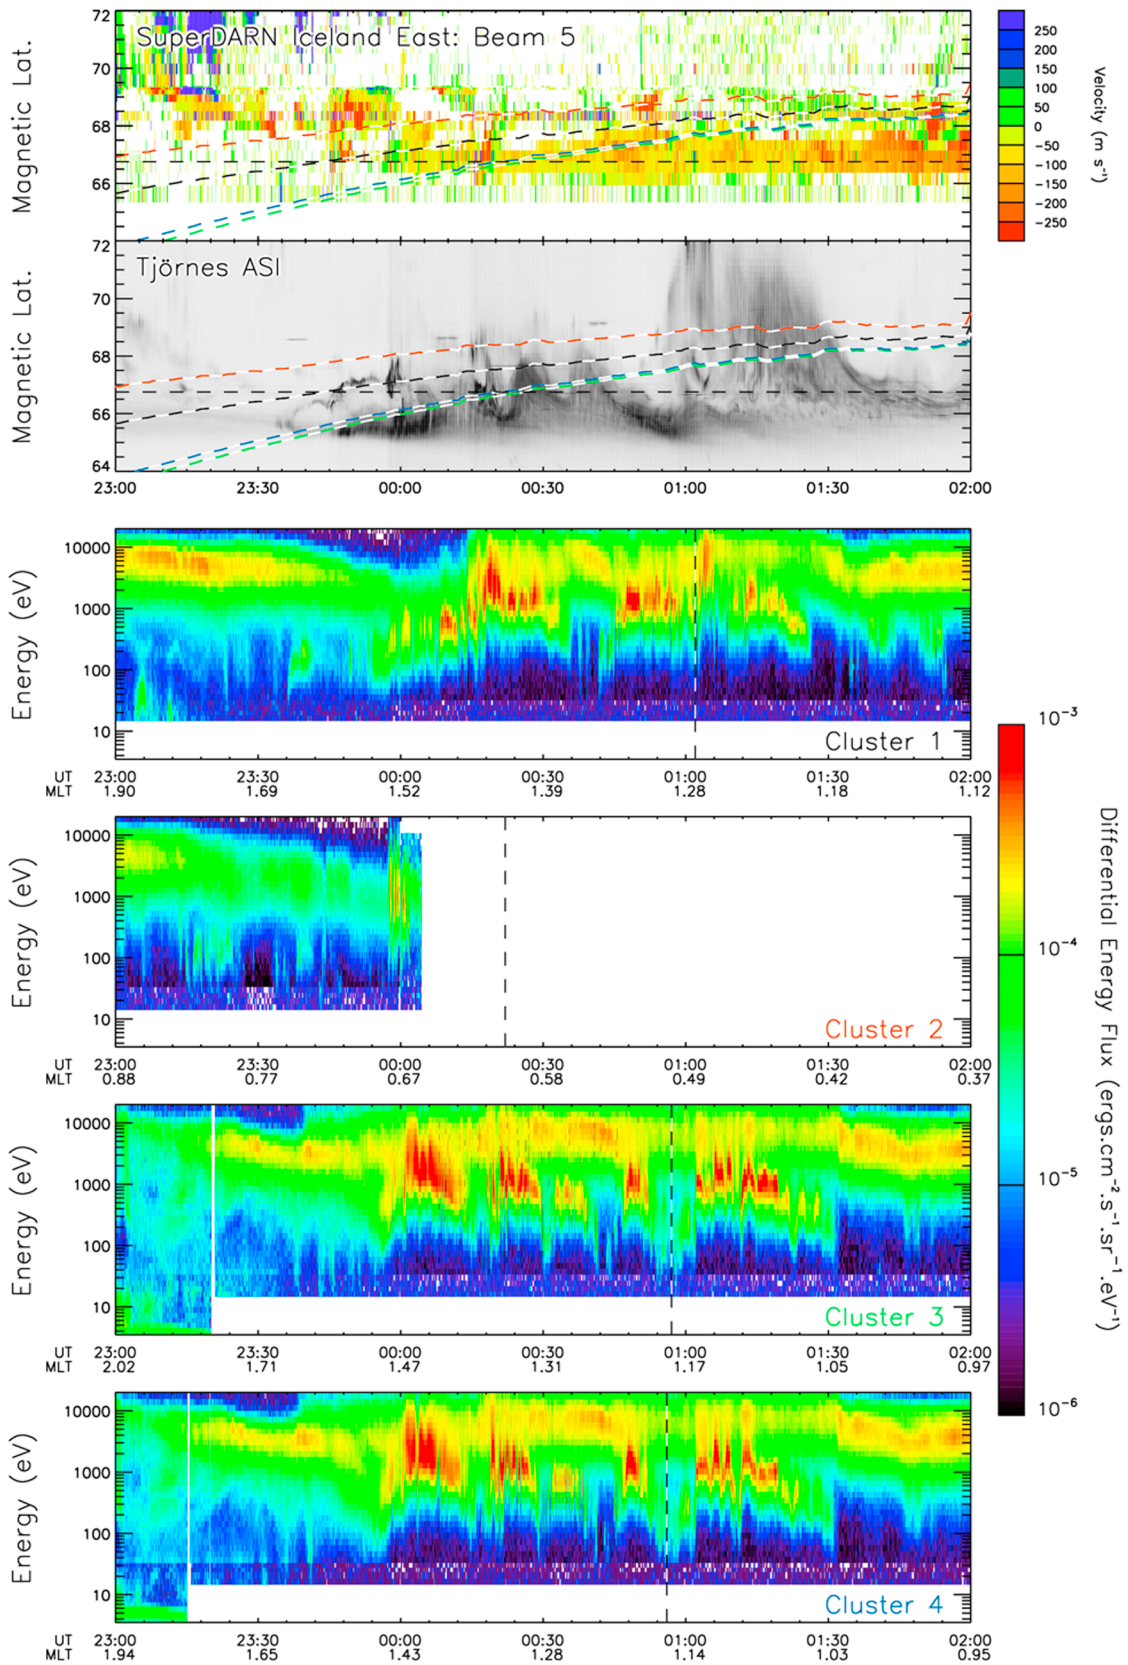 72
70
68
66
Magnetic Lat.
SuperDARN Iceland East: Beam 5
250
200
150
100
50
0
-50
-100
-150
-200
-250
Velocity (m s⁻¹)
72
70
68
66
64
Magnetic Lat.
Tjörnes ASI
23:00 23:30 00:00 00:30 01:00 01:30 02:00
10000
1000
100
10
Energy (eV)
Cluster 1
UT 23:00 23:30 00:00 00:30 01:00 01:30 02:00
MLT 1.90 1.69 1.52 1.39 1.28 1.18 1.12
10000
1000
100
10
Energy (eV)
Cluster 2
UT 23:00 23:30 00:00 00:30 01:00 01:30 02:00
MLT 0.88 0.77 0.67 0.58 0.49 0.42 0.37
10000
1000
100
10
Energy (eV)
Cluster 3
UT 23:00 23:30 00:00 00:30 01:00 01:30 02:00
MLT 2.02 1.71 1.47 1.31 1.17 1.05 0.97
10000
1000
100
10
Energy (eV)
Cluster 4
UT 23:00 23:30 00:00 00:30 01:00 01:30 02:00
MLT 1.94 1.65 1.43 1.28 1.14 1.03 0.95
10⁻³
10⁻⁴
10⁻⁵
10⁻⁶
Differential Energy Flux (ergs.cm⁻².s⁻¹.sr⁻¹.eV⁻¹)